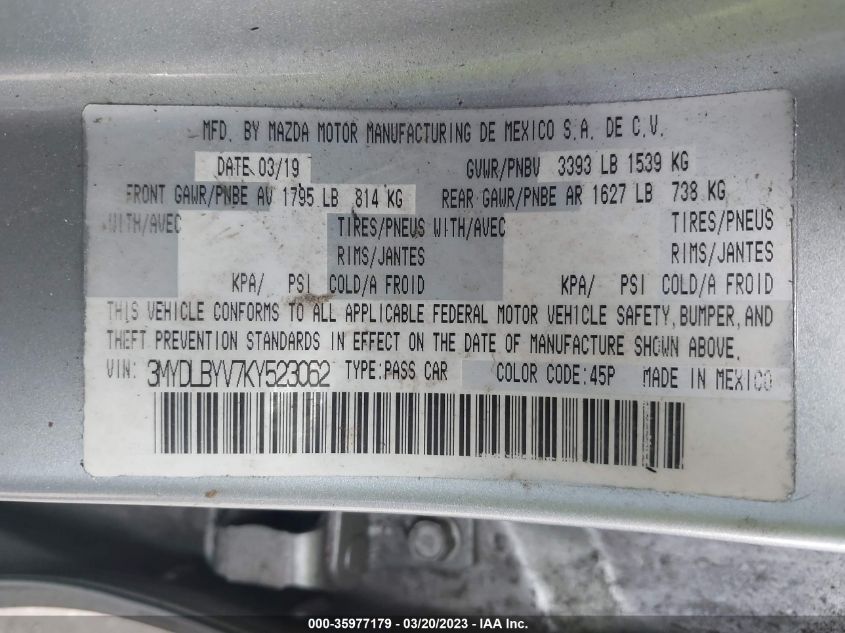 MFD. BY MAZDA MOTOR MANUFACTURING DE MEXICO S.A. DE C.V.
DATE 03/19 GVWR/PNBV 3393 LB 1539 KG
FRONT GAWR/PNBE AV 1795 LB 814 KG REAR GAWR/PNBE AR 1627 LB 738 KG
WITH/AVEC TIRES/PNEUS WITH/AVEC TIRES/PNEUS
RIMS/JANTES RIMS/JANTES
KPA/ PSI COLD/A FROID KPA/ PSI COLD/A FROID
THIS VEHICLE CONFORMS TO ALL APPLICABLE FEDERAL MOTOR VEHICLE SAFETY, BUMPER, AND
THEFT PREVENTION STANDARDS IN EFFECT ON THE DATE OF MANUFACTURE SHOWN ABOVE.
VIN: 3MYDLBYV7KY523062 TYPE:PASS CAR COLOR CODE:45P MADE IN MEXICO
000-35977179 - 03/20/2023 - IAAI Inc.